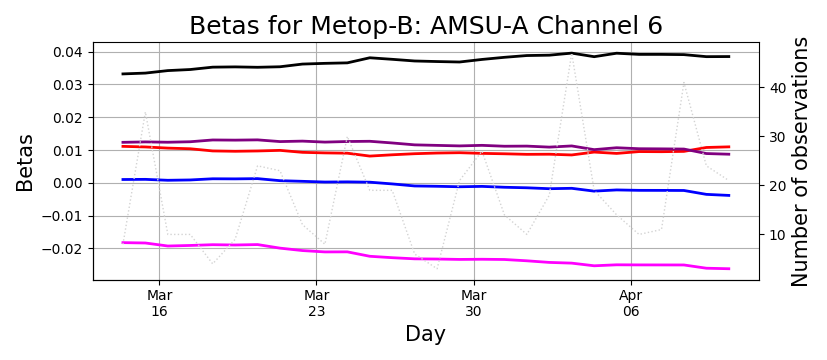 Betas for Metop-B: AMSU-A Channel 6
0.04
0.03
0.02
0.01
0.00
−0.01
−0.02
Betas
40
30
20
10
Number of observations
Mar
16
Mar
23
Mar
30
Apr
06
Day